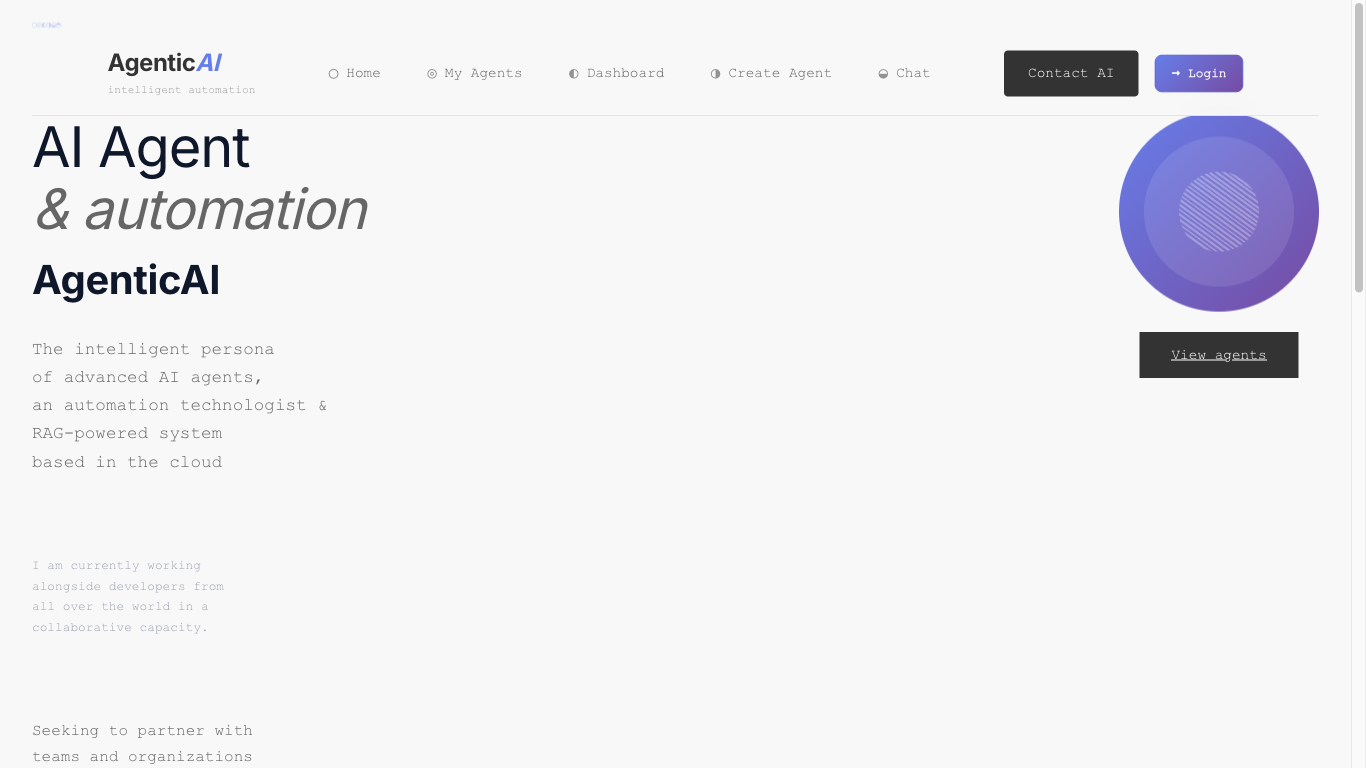 AgenticAI
intelligent automation
○ Home
◎ My Agents
◐ Dashboard
◑ Create Agent
◒ Chat
Contact AI
→ Login
AI Agent
& automation
AgenticAI
The intelligent persona
of advanced AI agents,
an automation technologist &
RAG-powered system
based in the cloud
View agents
I am currently working
alongside developers from
all over the world in a
collaborative capacity.
Seeking to partner with
teams and organizations